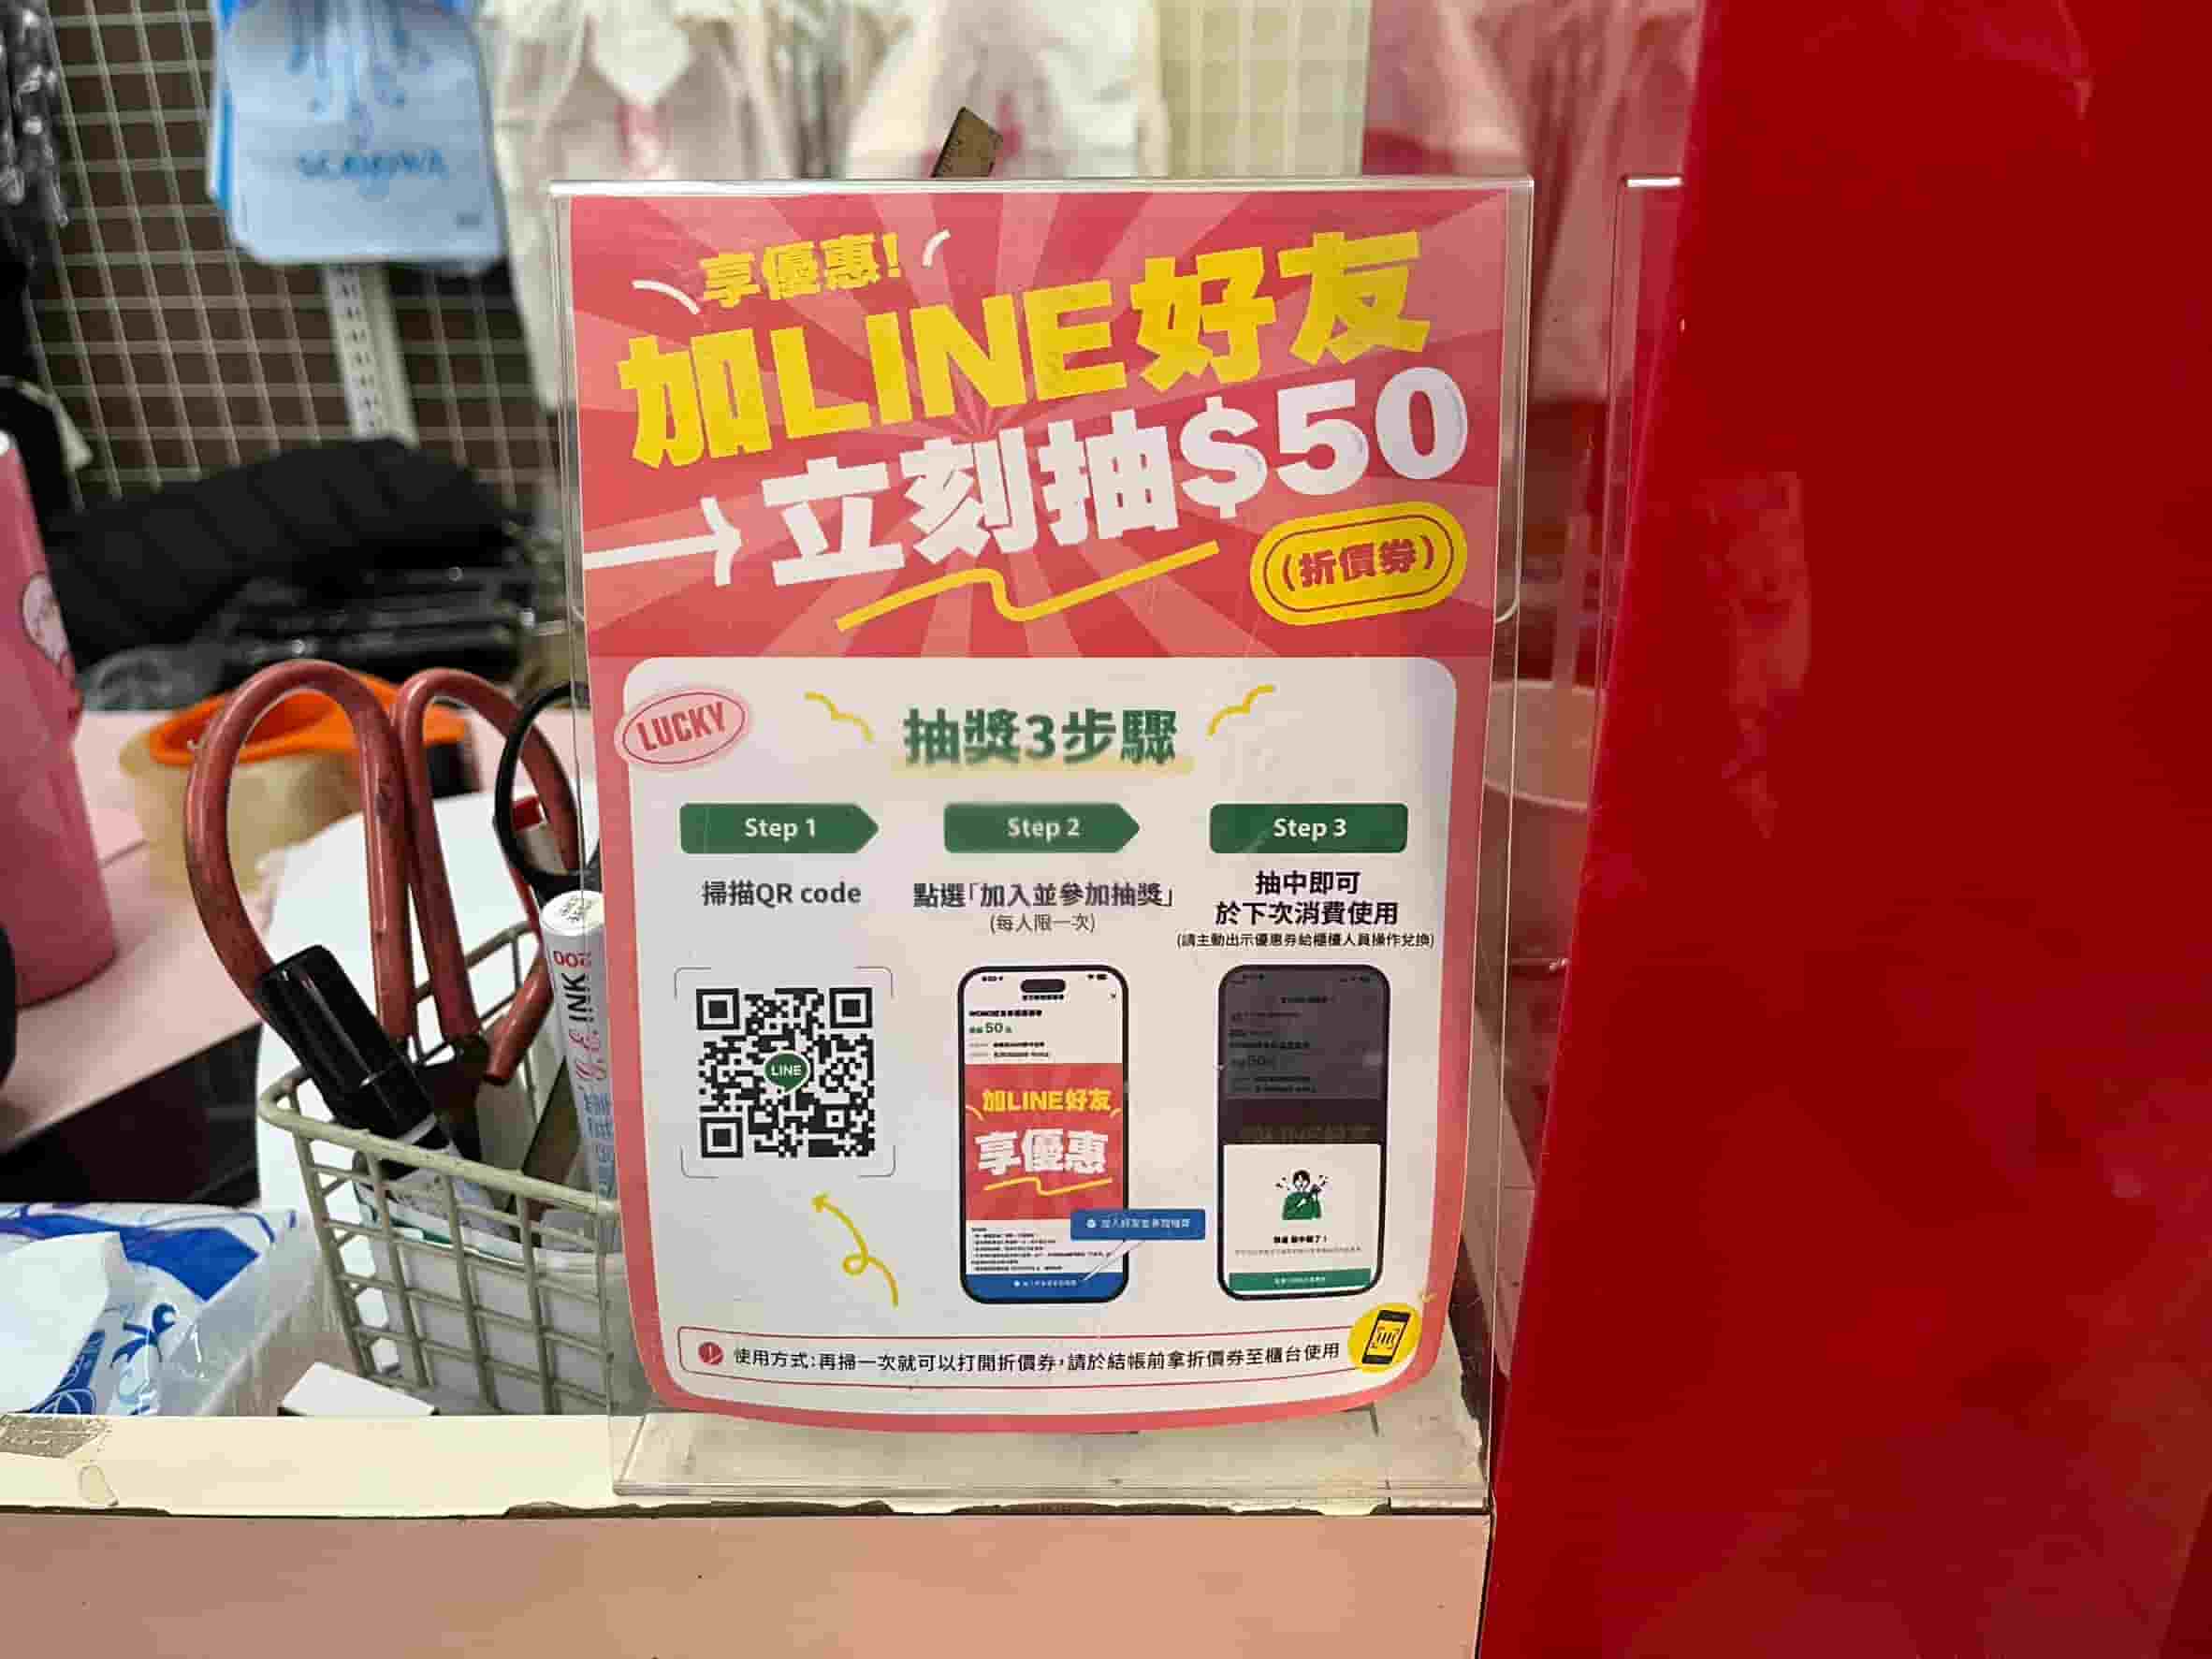 享優惠!
加LINE好友
立刻抽$50
(折價券)
LUCKY
抽獎3步驟
Step 1
Step 2
Step 3
掃描QR code
點選「加入並參加抽獎」
(每人限一次)
抽中即可
於下次消費使用
(請主動出示優惠券給櫃檯人員操作兌換)
LINE
50
加LINE好友
享優惠
使用方式:再掃一次就可以打開折價券,請於結帳前拿折價券至櫃台使用
INK